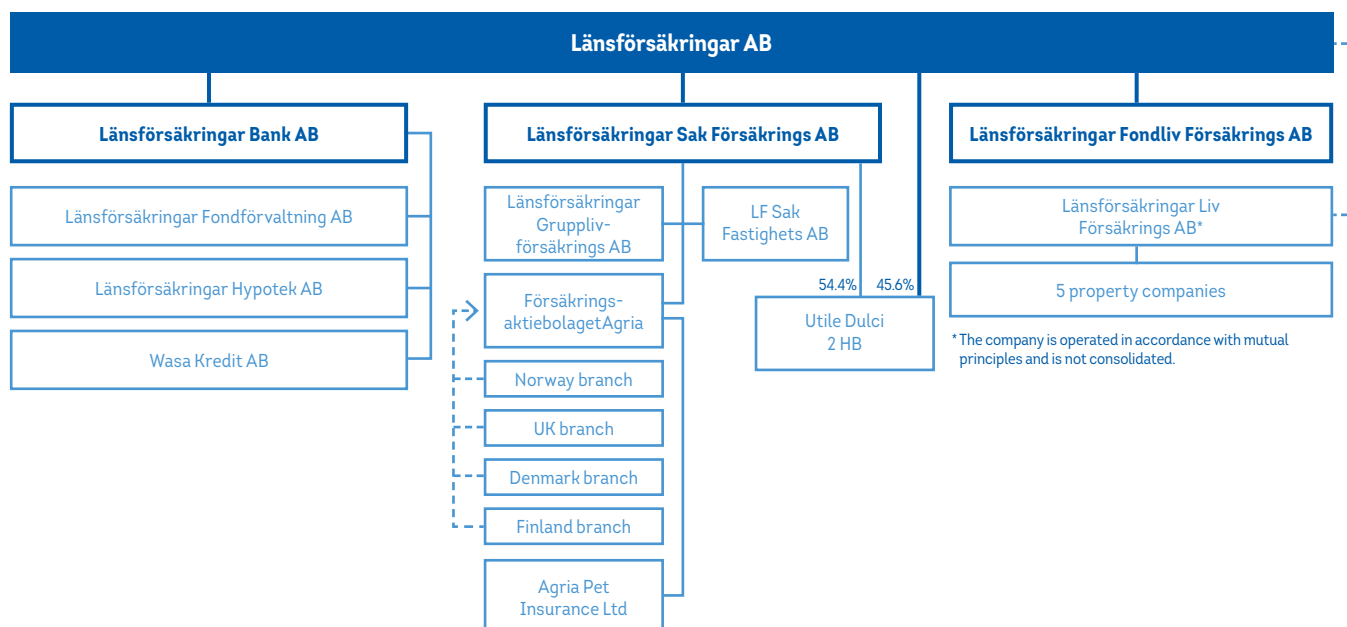 Länsförsäkringar AB
Länsförsäkringar Bank AB
Länsförsäkringar Fondförvaltning AB
Länsförsäkringar Hypotek AB
Wasa Kredit AB
Länsförsäkringar Sak Försäkrings AB
Länsförsäkringar
Gruppliv-
försäkrings AB
LF Sak
Fastighets AB
Försäkrings-
aktiebolagetAgria
Norway branch
UK branch
Denmark branch
Finland branch
Agria Pet
Insurance Ltd
54.4%
45.6%
Utile Dulci
2 HB
Länsförsäkringar Fondliv Försäkrings AB
Länsförsäkringar Liv
Försäkrings AB*
5 property companies
* The company is operated in accordance with mutual
principles and is not consolidated.